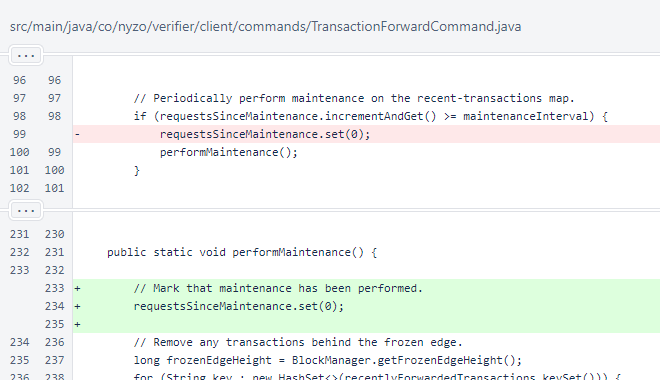 src/main/java/co/nyzo/verifier/client/commands/TransactionForwardCommand.java
...
96 96
97 97 // Periodically perform maintenance on the recent-transactions map.
98 98 if (requestsSinceMaintenance.incrementAndGet() >= maintenanceInterval) {
99 - requestsSinceMaintenance.set(0);
100 99 performMaintenance();
101 100 }
102 101
...
231 230
232 231 public static void performMaintenance() {
233 232
233 + // Mark that maintenance has been performed.
234 + requestsSinceMaintenance.set(0);
235 +
234 236 // Remove any transactions behind the frozen edge.
235 237 long frozenEdgeHeight = BlockManager.getFrozenEdgeHeight();
236 238 for (String key : new HashSet<>(recentlyForwardedTransactions.keySet())) {